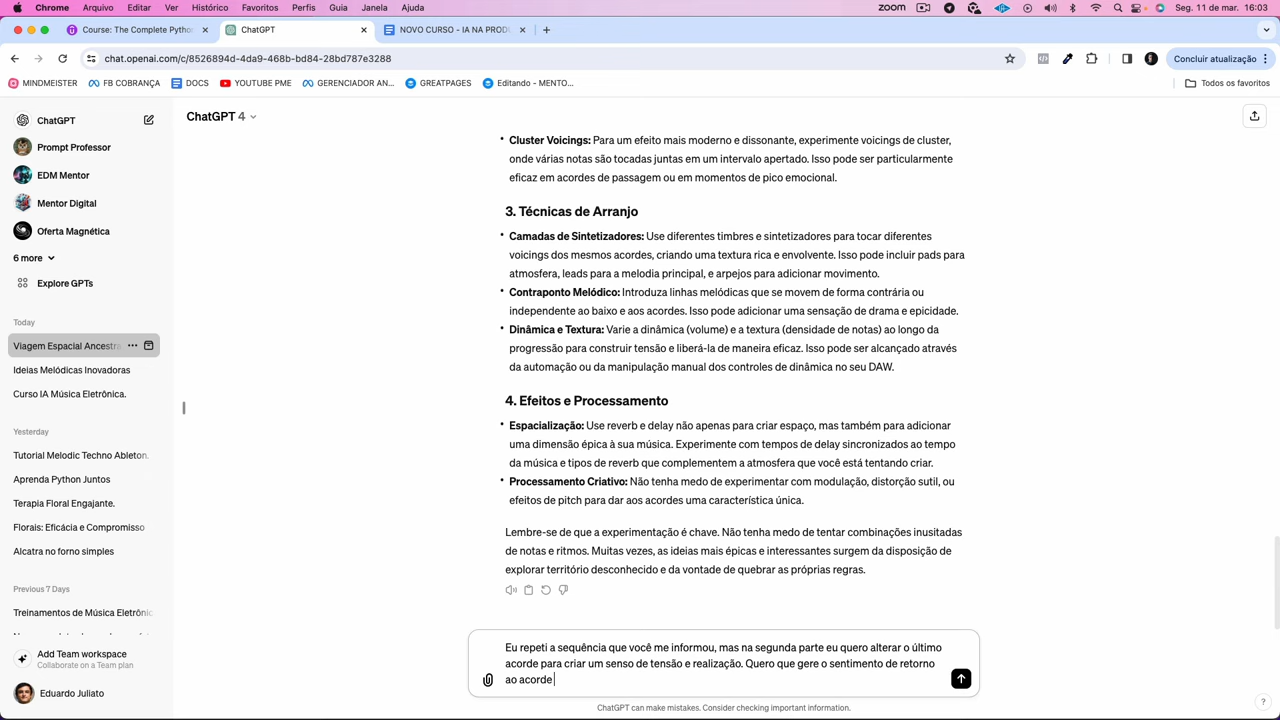 Chrome Arquivo Editar Ver Histórico Favoritos Perfis Guia Janela Ajuda zoom Seg. 11 de mar. 16:03
Course: The Complete Pytho ChatGPT NOVO CURSO - IA NA PROD
chat.openai.com/c/8526894d-4da9-468b-bd84-28bd787e3288 Concluir atualização
MINDMEISTER FB COBRANÇA DOCS YOUTUBE PME GERENCIADOR AN... GREATPAGES Editando - MENTO... Todos os favoritos
ChatGPT
Prompt Professor
EDM Mentor
Mentor Digital
Oferta Magnética
6 more
Explore GPTs
Today
Viagem Espacial Ancestra ...
Ideias Melódicas Inovadoras
Curso IA Música Eletrônica.
Yesterday
Tutorial Melodic Techno Ableton.
Aprenda Python Juntos
Terapia Floral Engajante.
Florais: Eficácia e Compromisso
Alcatra no forno simples
Previous 7 Days
Treinamentos de Música Eletrônic
Add Team workspace
Collaborate on a Team plan
Eduardo Juliato
ChatGPT 4
• Cluster Voicings: Para um efeito mais moderno e dissonante, experimente voicings de cluster,
onde várias notas são tocadas juntas em um intervalo apertado. Isso pode ser particularmente
eficaz em acordes de passagem ou em momentos de pico emocional.
3. Técnicas de Arranjo
• Camadas de Sintetizadores: Use diferentes timbres e sintetizadores para tocar diferentes
voicings dos mesmos acordes, criando uma textura rica e envolvente. Isso pode incluir pads para
atmosfera, leads para a melodia principal, e arpejos para adicionar movimento.
• Contraponto Melódico: Introduza linhas melódicas que se movem de forma contrária ou
independente ao baixo e aos acordes. Isso pode adicionar uma sensação de drama e epicidade.
• Dinâmica e Textura: Varie a dinâmica (volume) e a textura (densidade de notas) ao longo da
progressão para construir tensão e liberá-la de maneira eficaz. Isso pode ser alcançado através
da automação ou da manipulação manual dos controles de dinâmica no seu DAW.
4. Efeitos e Processamento
• Espacialização: Use reverb e delay não apenas para criar espaço, mas também para adicionar
uma dimensão épica à sua música. Experimente com tempos de delay sincronizados ao tempo
da música e tipos de reverb que complementem a atmosfera que você está tentando criar.
• Processamento Criativo: Não tenha medo de experimentar com modulação, distorção sutil, ou
efeitos de pitch para dar aos acordes uma característica única.
Lembre-se de que a experimentação é chave. Não tenha medo de tentar combinações inusitadas
de notas e ritmos. Muitas vezes, as ideias mais épicas e interessantes surgem da disposição de
explorar território desconhecido e da vontade de quebrar as próprias regras.
Eu repeti a sequência que você me informou, mas na segunda parte eu quero alterar o último
acorde para criar um senso de tensão e realização. Quero que gere o sentimento de retorno
ao acorde
ChatGPT can make mistakes. Consider checking important information.
?